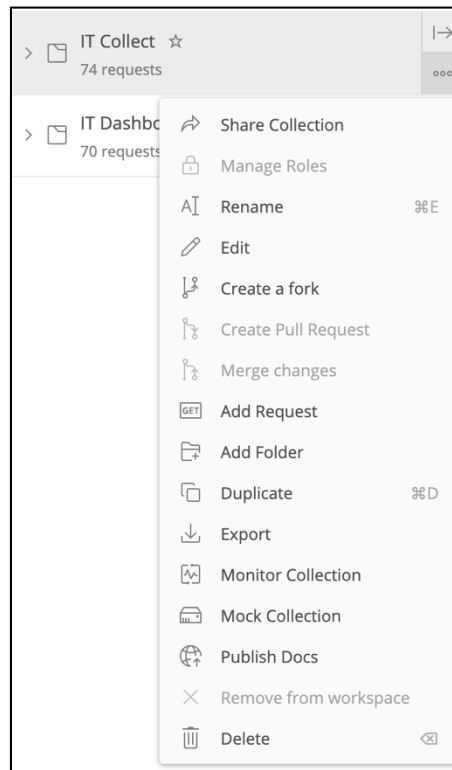 IT Collect
74 requests
IT Dashbo
70 requests
Share Collection
Manage Roles
Rename ⌘E
Edit
Create a fork
Create Pull Request
Merge changes
GET Add Request
Add Folder
Duplicate ⌘D
Export
Monitor Collection
Mock Collection
Publish Docs
Remove from workspace
Delete ⌫